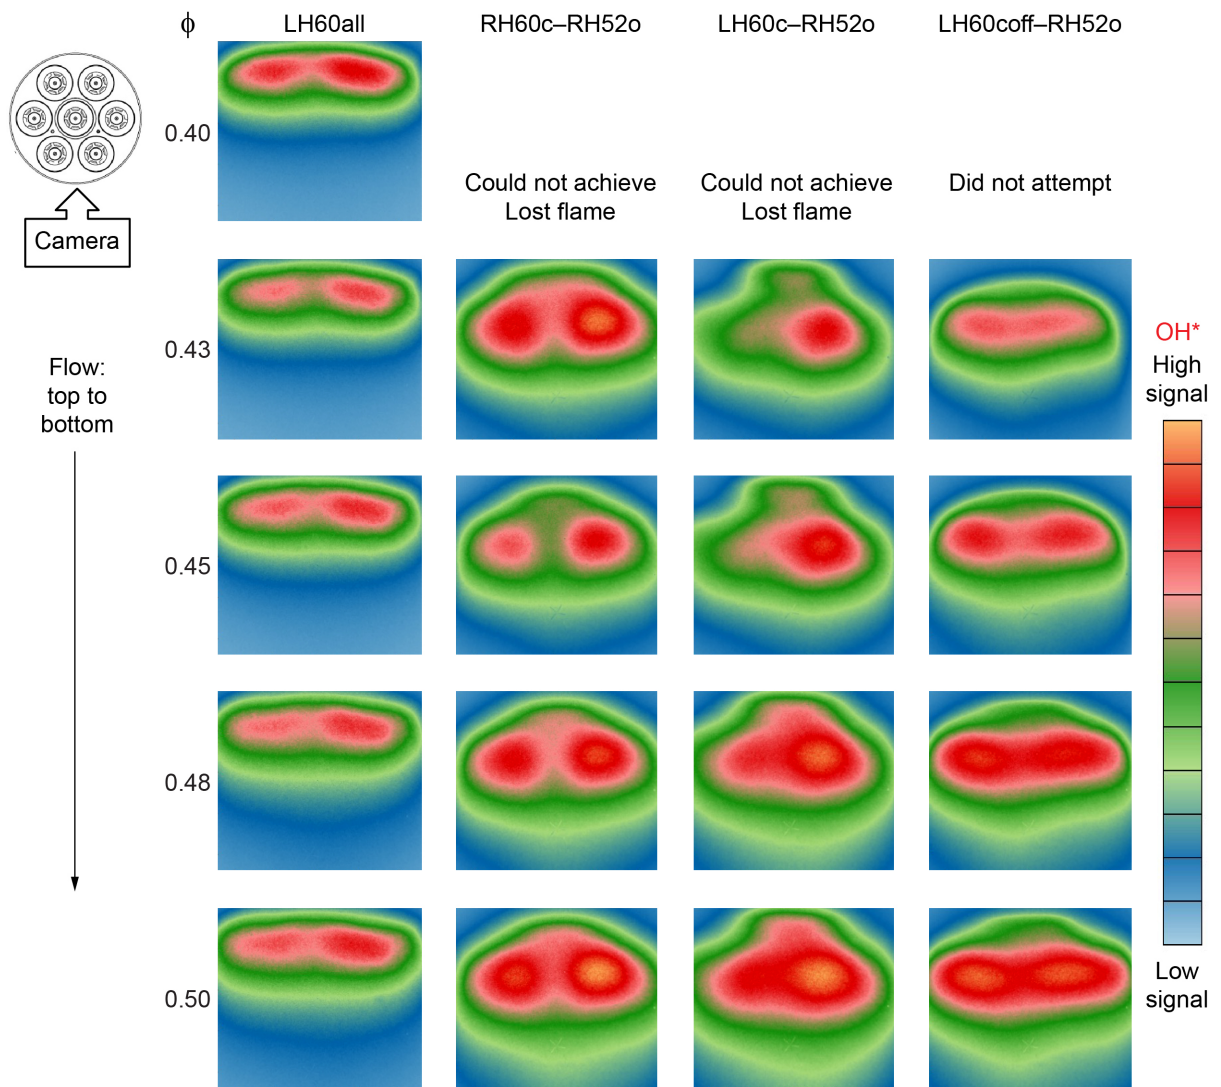 ϕ LH60all RH60c–RH52o LH60c–RH52o LH60coff–RH52o
0.40
Could not achieve
Lost flame
Could not achieve
Lost flame
Did not attempt
Camera
0.43
Flow:
top to
bottom
OH*
High
signal
0.45
0.48
0.50
Low
signal